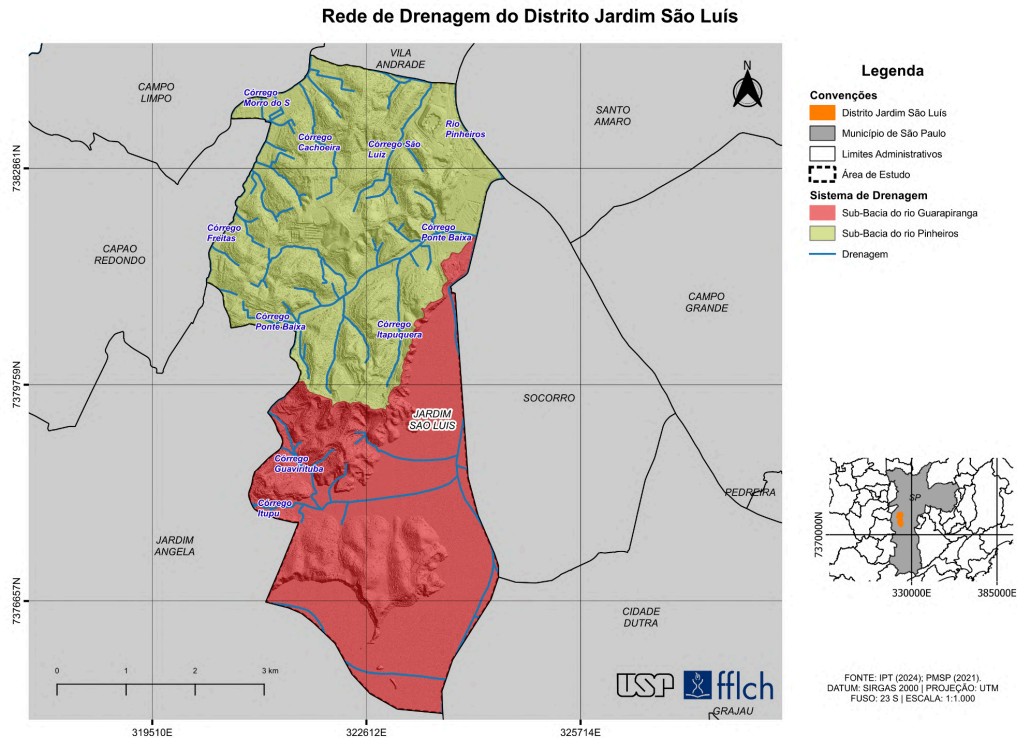 Rede de Drenagem do Distrito Jardim São Luís
VILA
ANDRADE
CAMPO
LIMPO
Córrego
Morro do S
SANTO
AMARO
Rio
Pinheiros
Córrego
Cachoeira
Córrego São
Luiz
Córrego
Freitas
Córrego
Ponte Baixa
CAPAO
REDONDO
CAMPO
GRANDE
Córrego
Ponte Baixa
Córrego
Itapuquera
SOCORRO
JARDIM
SAO LUIS
Córrego
Guavirituba
Córrego
Itupu
PEDREIRA
JARDIM
ANGELA
CIDADE
DUTRA
GRAJAU
N
7382861N
7379759N
7376657N
319510E
322612E
325714E
0
1
2
3 km
USP
fflch
Legenda
Convenções
Distrito Jardim São Luís
Município de São Paulo
Limites Administrativos
Área de Estudo
Sistema de Drenagem
Sub-Bacia do rio Guarapiranga
Sub-Bacia do rio Pinheiros
Drenagem
SP
7370000N
330000E
385000E
FONTE: IPT (2024); PMSP (2021).
DATUM: SIRGAS 2000 | PROJEÇÃO: UTM
FUSO: 23 S | ESCALA: 1:1.000